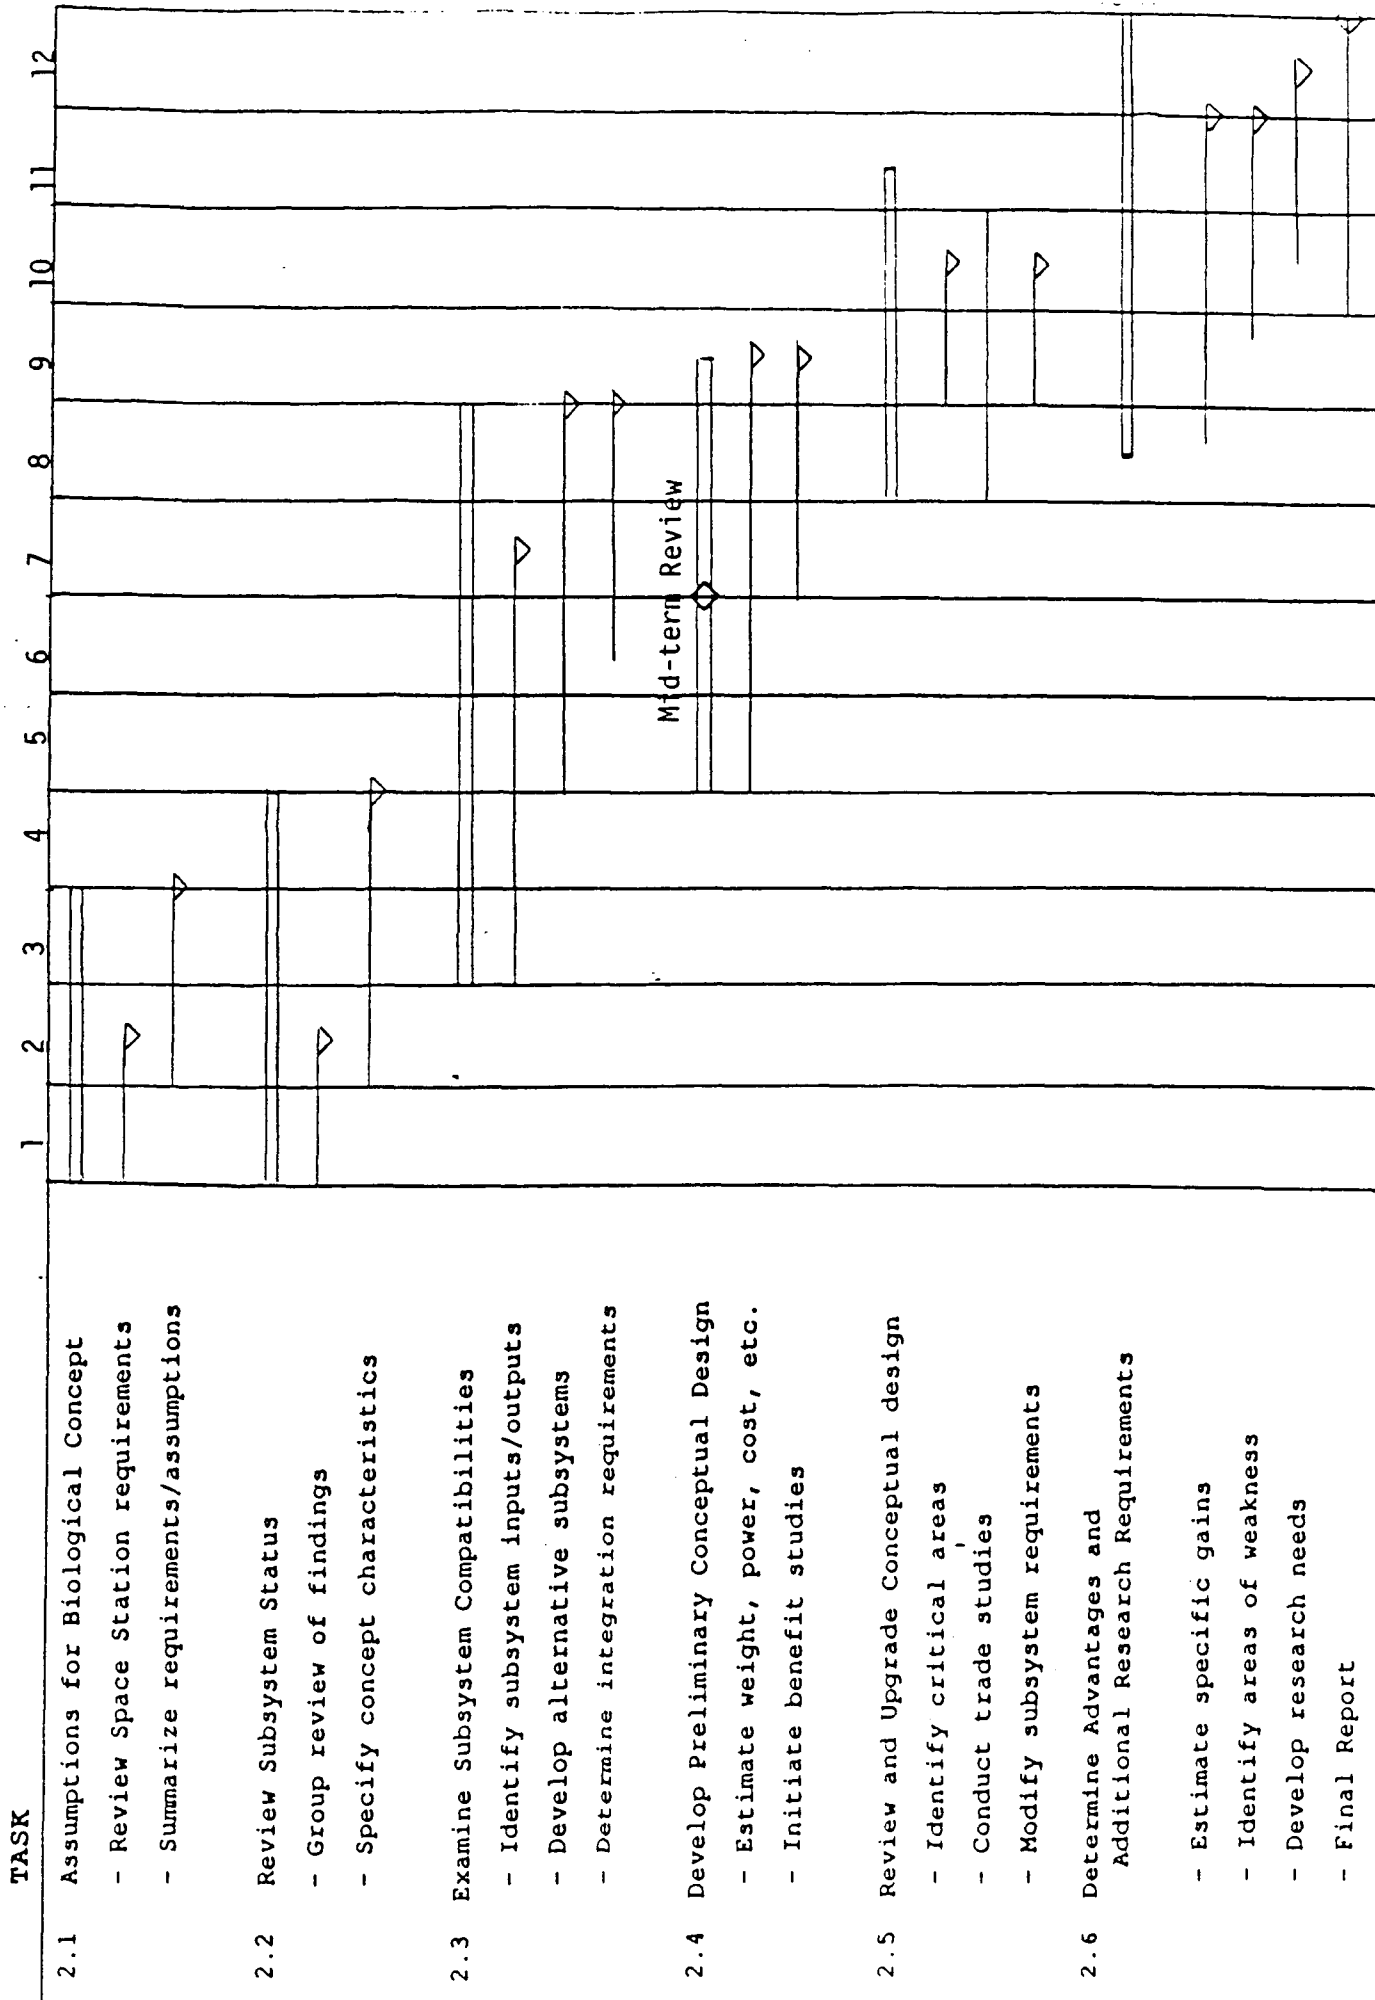 TASK
1 2 3 4 5 6 7 8 9 10 11 12
2.1 Assumptions for Biological Concept
- Review Space Station requirements
- Summarize requirements/assumptions
2.2 Review Subsystem Status
- Group review of findings
- Specify concept characteristics
2.3 Examine Subsystem Compatibilities
- Identify subsystem inputs/outputs
- Develop alternative subsystems
- Determine integration requirements
Mid-term Review
2.4 Develop Preliminary Conceptual Design
- Estimate weight, power, cost, etc.
- Initiate benefit studies
2.5 Review and Upgrade Conceptual design
- Identify critical areas
- Conduct trade studies
- Modify subsystem requirements
2.6 Determine Advantages and
Additional Research Requirements
- Estimate specific gains
- Identify areas of weakness
- Develop research needs
- Final Report